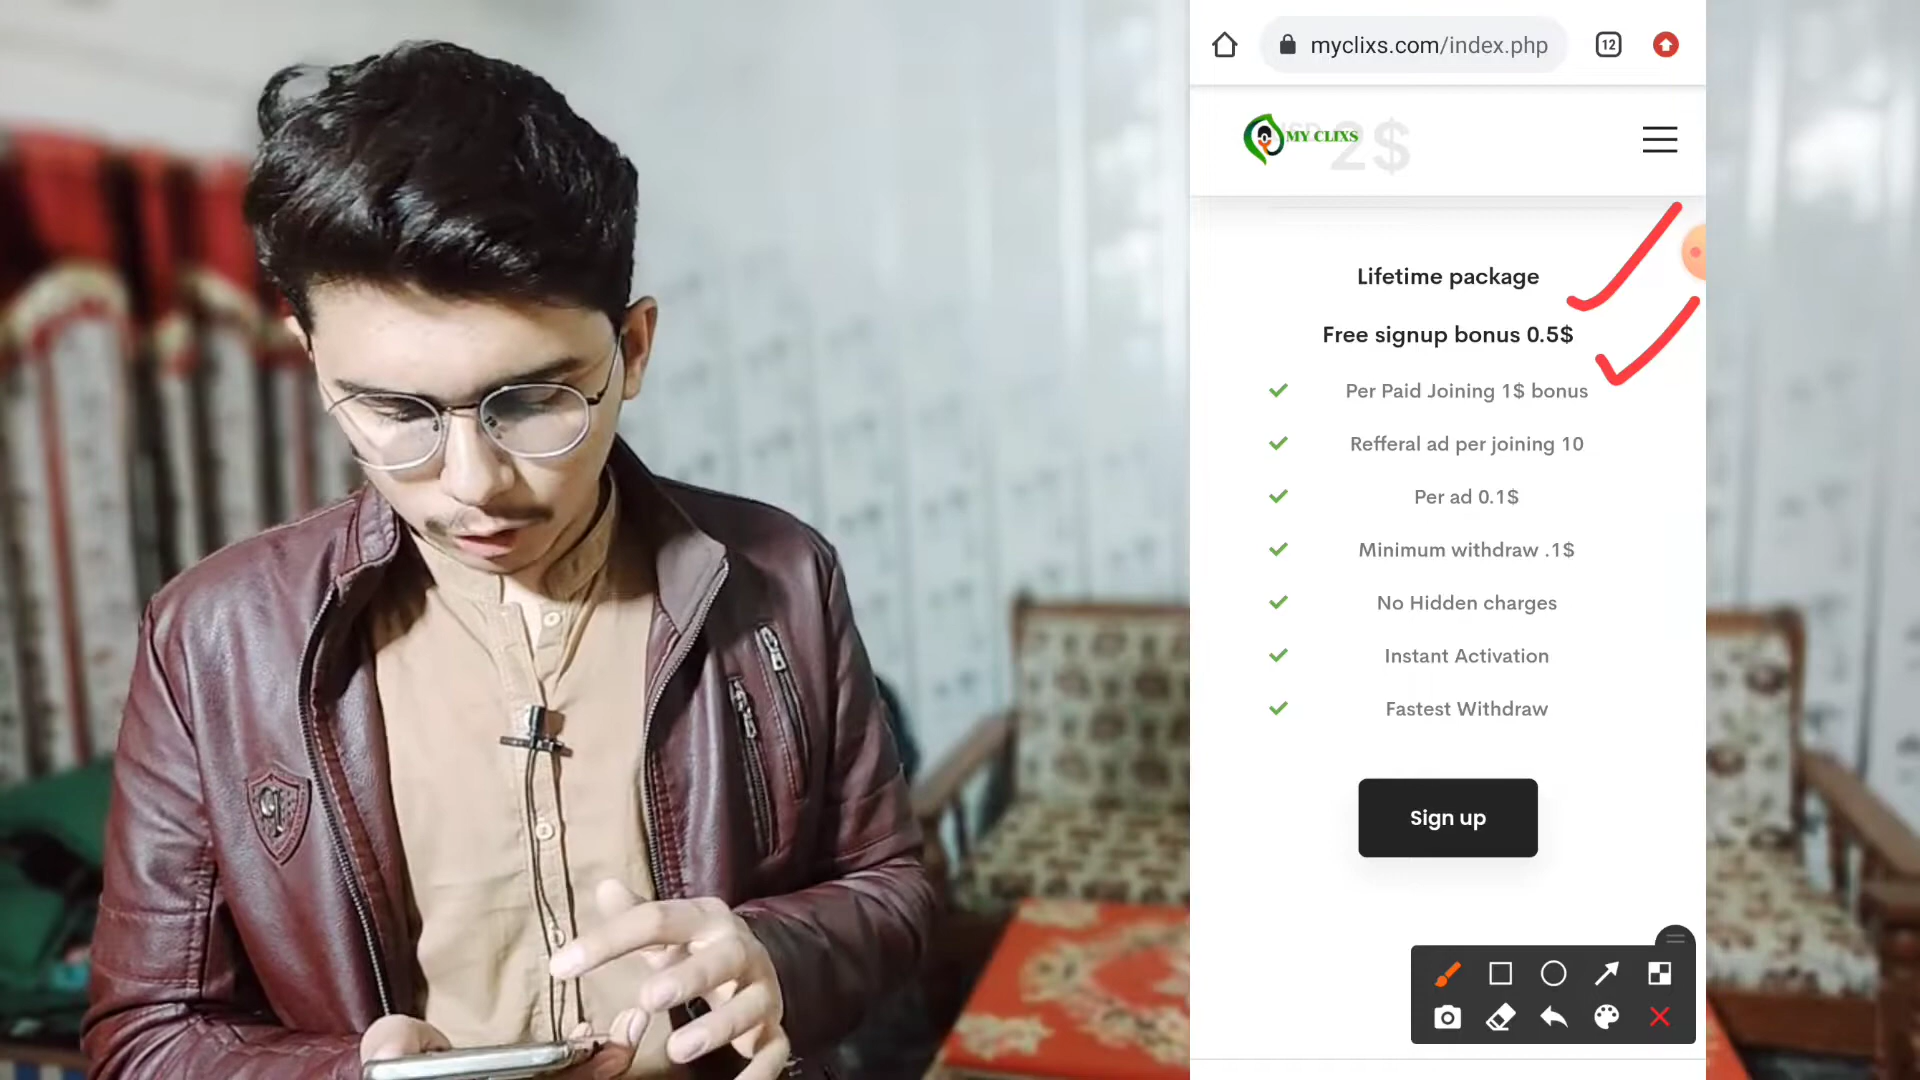 myclixs.com/index.php
12
MY CLIXS
2$
Lifetime package
Free signup bonus 0.5$
Per Paid Joining 1$ bonus
Refferal ad per joining 10
Per ad 0.1$
Minimum withdraw .1$
No Hidden charges
Instant Activation
Fastest Withdraw
Sign up